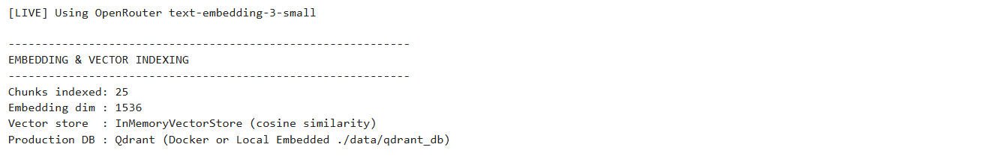 [LIVE] Using OpenRouter text-embedding-3-small
------------------------------------------------------------
EMBEDDING & VECTOR INDEXING
------------------------------------------------------------
Chunks indexed: 25
Embedding dim : 1536
Vector store  : InMemoryVectorStore (cosine similarity)
Production DB : Qdrant (Docker or Local Embedded ./data/qdrant_db)